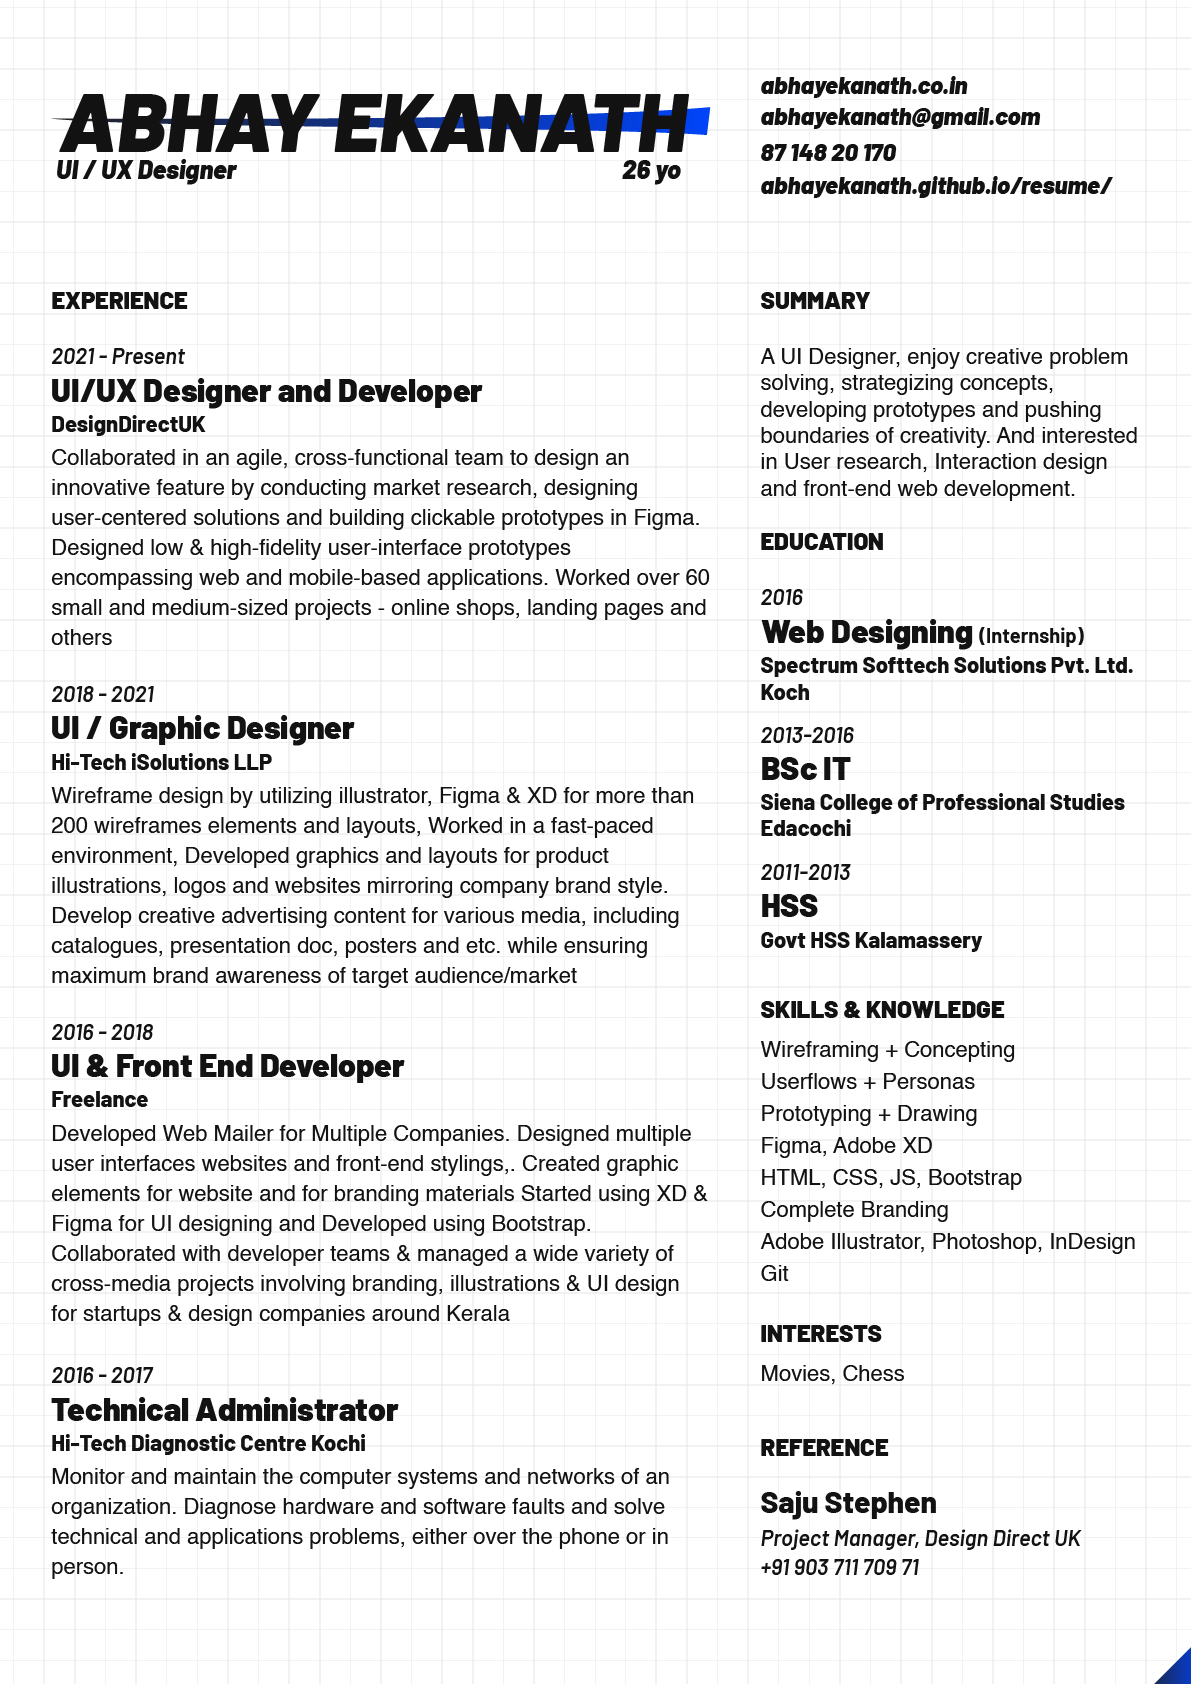 ABHAY EKANATH
UI / UX Designer
26 yo
abhayekanath.co.in
abhayekanath@gmail.com
87 148 20 170
abhayekanath.github.io/resume/
EXPERIENCE
2021 - Present
UI/UX Designer and Developer
DesignDirectUK
Collaborated in an agile, cross-functional team to design an
innovative feature by conducting market research, designing
user-centered solutions and building clickable prototypes in Figma.
Designed low & high-fidelity user-interface prototypes
encompassing web and mobile-based applications. Worked over 60
small and medium-sized projects - online shops, landing pages and
others
2018 - 2021
UI / Graphic Designer
Hi-Tech iSolutions LLP
Wireframe design by utilizing illustrator, Figma & XD for more than
200 wireframes elements and layouts, Worked in a fast-paced
environment, Developed graphics and layouts for product
illustrations, logos and websites mirroring company brand style.
Develop creative advertising content for various media, including
catalogues, presentation doc, posters and etc. while ensuring
maximum brand awareness of target audience/market
2016 - 2018
UI & Front End Developer
Freelance
Developed Web Mailer for Multiple Companies. Designed multiple
user interfaces websites and front-end stylings,. Created graphic
elements for website and for branding materials Started using XD &
Figma for UI designing and Developed using Bootstrap.
Collaborated with developer teams & managed a wide variety of
cross-media projects involving branding, illustrations & UI design
for startups & design companies around Kerala
2016 - 2017
Technical Administrator
Hi-Tech Diagnostic Centre Kochi
Monitor and maintain the computer systems and networks of an
organization. Diagnose hardware and software faults and solve
technical and applications problems, either over the phone or in
person.
SUMMARY
A UI Designer, enjoy creative problem
solving, strategizing concepts,
developing prototypes and pushing
boundaries of creativity. And interested
in User research, Interaction design
and front-end web development.
EDUCATION
2016
Web Designing (Internship)
Spectrum Softtech Solutions Pvt. Ltd.
Koch
2013-2016
BSc IT
Siena College of Professional Studies
Edacochi
2011-2013
HSS
Govt HSS Kalamassery
SKILLS & KNOWLEDGE
Wireframing + Concepting
Userflows + Personas
Prototyping + Drawing
Figma, Adobe XD
HTML, CSS, JS, Bootstrap
Complete Branding
Adobe Illustrator, Photoshop, InDesign
Git
INTERESTS
Movies, Chess
REFERENCE
Saju Stephen
Project Manager, Design Direct UK
+91 903 711 709 71